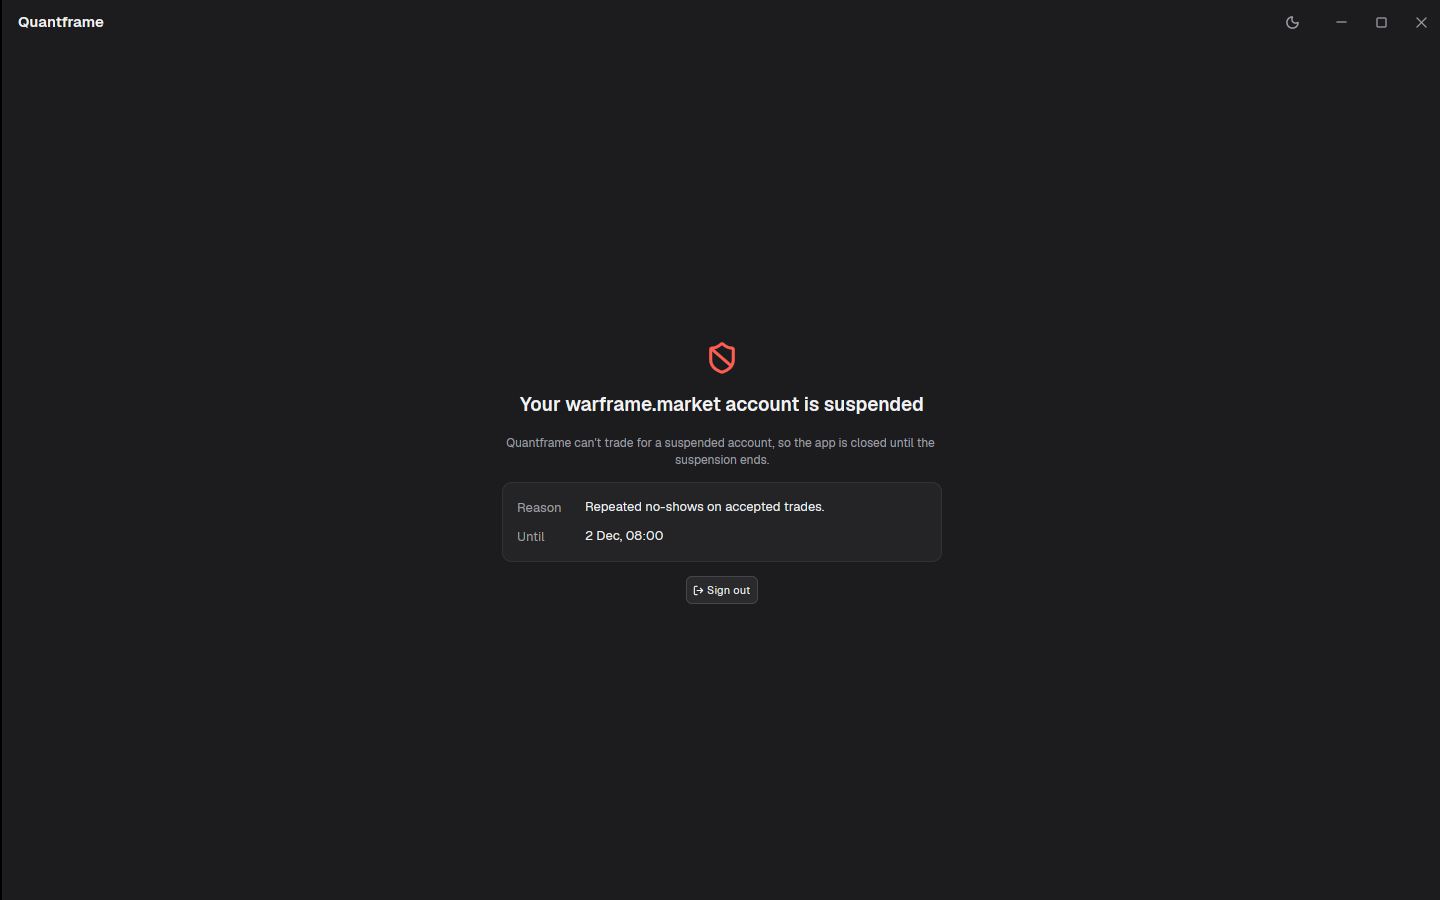 Quantframe
Your warframe.market account is suspended
Quantframe can't trade for a suspended account, so the app is closed until the
suspension ends.
Reason Repeated no-shows on accepted trades.
Until 2 Dec, 08:00
Sign out